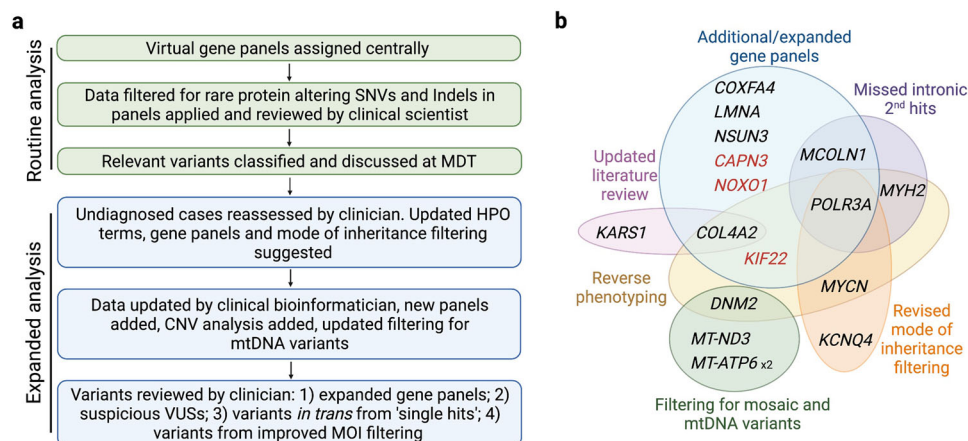 a
Routine analysis
Virtual gene panels assigned centrally
Data filtered for rare protein altering SNVs and Indels in
panels applied and reviewed by clinical scientist
Relevant variants classified and discussed at MDT
Expanded analysis
Undiagnosed cases reassessed by clinician. Updated HPO
terms, gene panels and mode of inheritance filtering
suggested
Data updated by clinical bioinformatician, new panels
added, CNV analysis added, updated filtering for
mtDNA variants
Variants reviewed by clinician: 1) expanded gene panels; 2)
suspicious VUSs; 3) variants in trans from 'single hits'; 4)
variants from improved MOI filtering
b
Additional/expanded
gene panels
COXFA4
LMNA
NSUN3
CAPN3
NOXO1
Missed intronic
2nd hits
MCOLN1
MYH2
POLR3A
Updated
literature
review
KARS1
COL4A2
KIF22
Reverse
phenotyping
MYCN
DNM2
MT-ND3
MT-ATP6 x2
KCNQ4
Revised
mode of
inheritance
filtering
Filtering for mosaic and
mtDNA variants